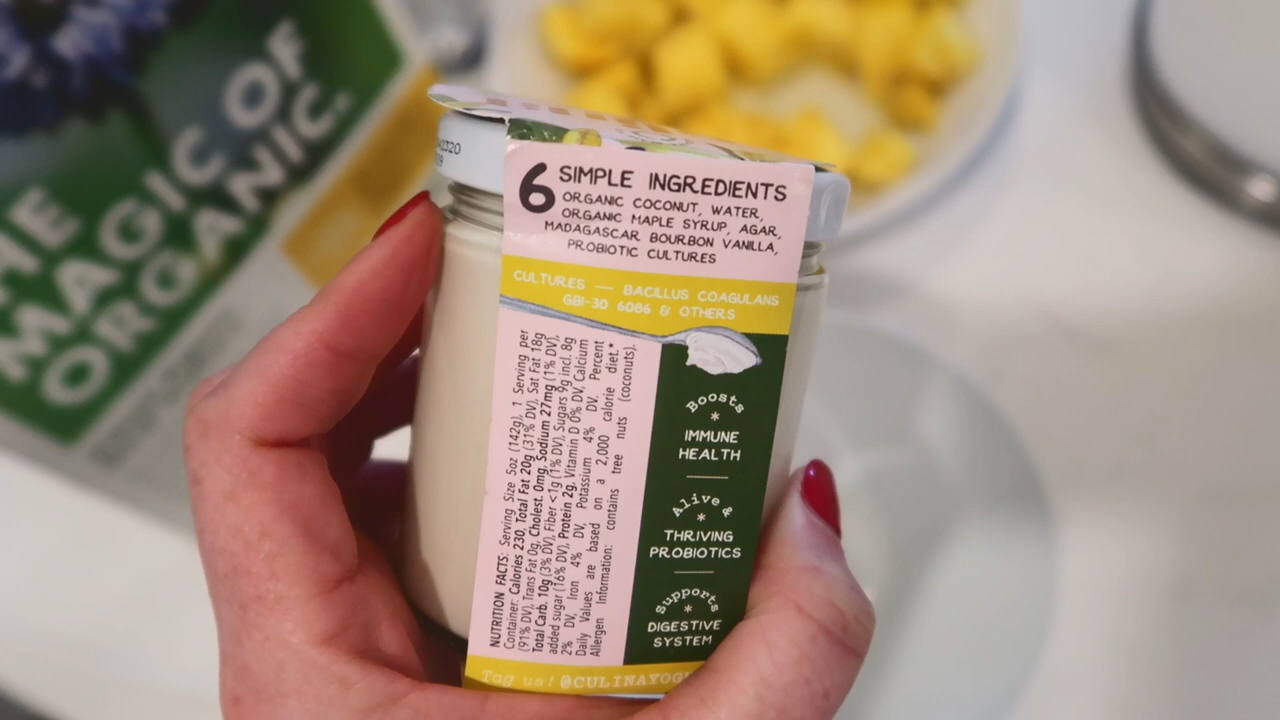 THE
MAGIC OF
ORGANIC.
6 SIMPLE INGREDIENTS
ORGANIC COCONUT, WATER,
ORGANIC MAPLE SYRUP, AGAR,
MADAGASCAR BOURBON VANILLA,
PROBIOTIC CULTURES
CULTURES — BACILLUS COAGULANS
GBI-30 6086 & OTHERS
NUTRITION FACTS: Serving Size 5oz (142g), 1 Serving per
Container: Calories 230, Total Fat 20g (31% DV), Sat Fat 18g
(91% DV), Trans Fat 0g, Cholest. 0mg, Sodium 27mg (1% DV),
Total Carb. 10g (3% DV), Fiber <1g (1% DV), Sugars 9g incl. 8g
added sugar (16% DV), Protein 2g, Vitamin D 0% DV, Calcium
2% DV, Iron 4% DV, Potassium 4% DV. Percent
Daily Values are based on a 2,000 calorie diet.*
Allergen Information: contains tree nuts (coconuts).
Boosts
*
IMMUNE
HEALTH
Alive &
*
THRIVING
PROBIOTICS
Supports
*
DIGESTIVE
SYSTEM
Tag us! @CULINAYOG